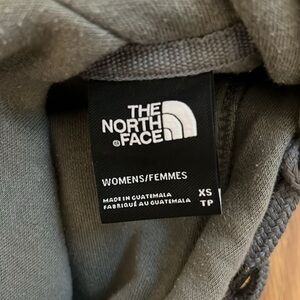 THE
NORTH
®FACE
WOMENS/FEMMES
MADE IN GUATEMALA
FABRIQUÉ AU GUATEMALA
XS
TP